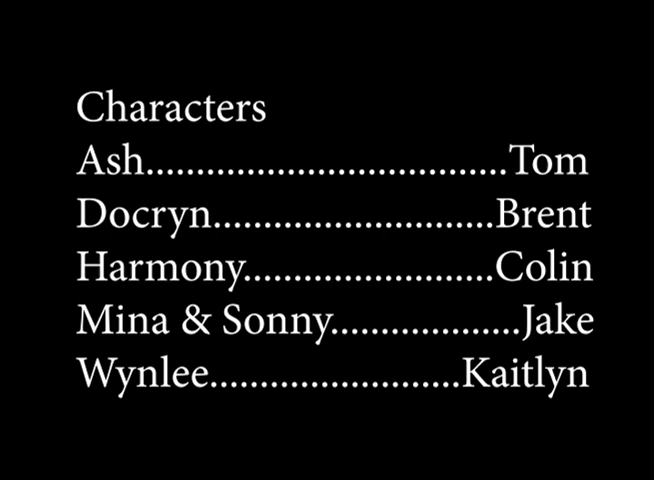 Characters
Ash....................................Tom
Docryn............................Brent
Harmony.........................Colin
Mina & Sonny...................Jake
Wynlee.........................Kaitlyn